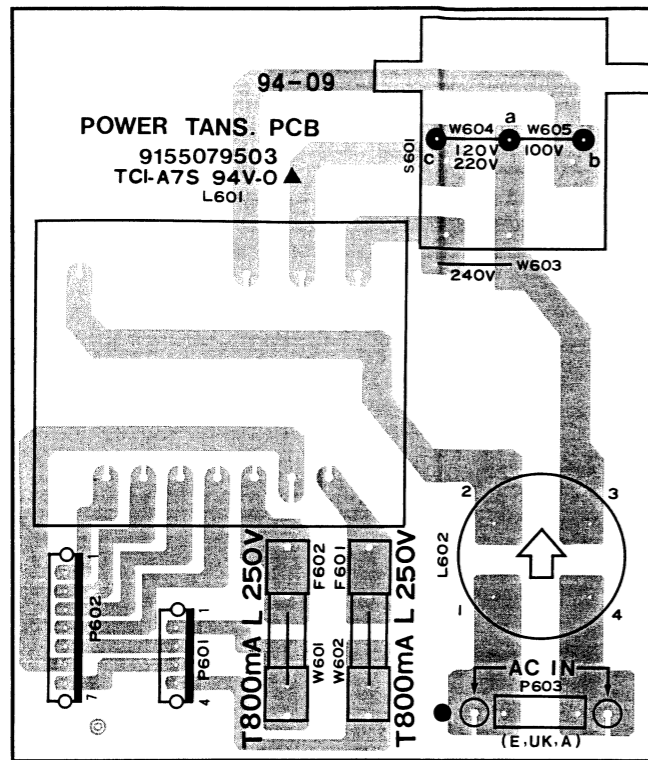 94-09
POWER TANS. PCB
9155079503
TCI-A7S 94V-O
L601
S601
a
W604
W605
c
120V
100V
b
220V
W603
240V
2
3
L602
1
4
T800mA L 250V
F602
F601
T800mA L 250V
W601
W602
1
P602
7
1
P601
4
AC IN
P603
(E,UK,A)